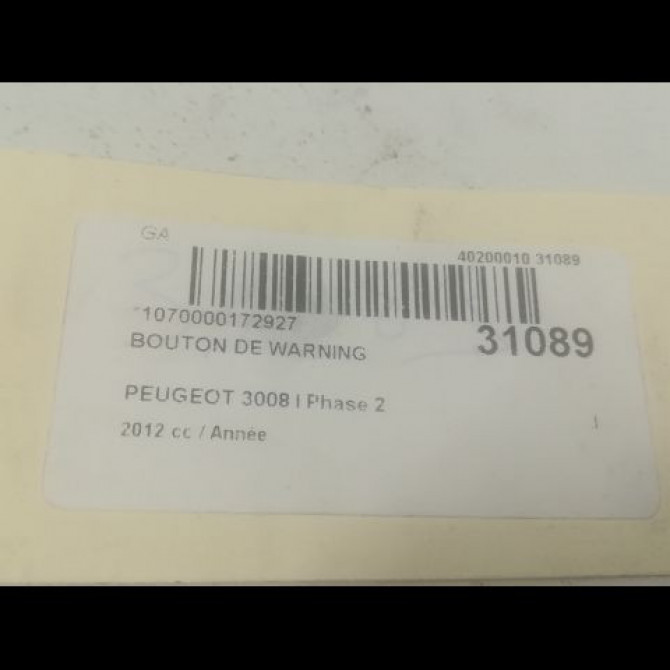 GA
40200010 31089
*1070000172927
31089
BOUTON DE WARNING
PEUGEOT 3008 I Phase 2
2012 cc / Année